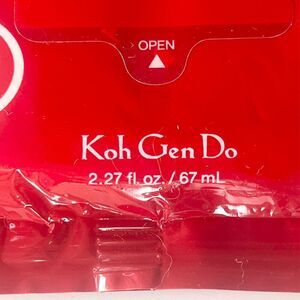 OPEN
Koh Gen Do
2.27 fl. oz. / 67 mL